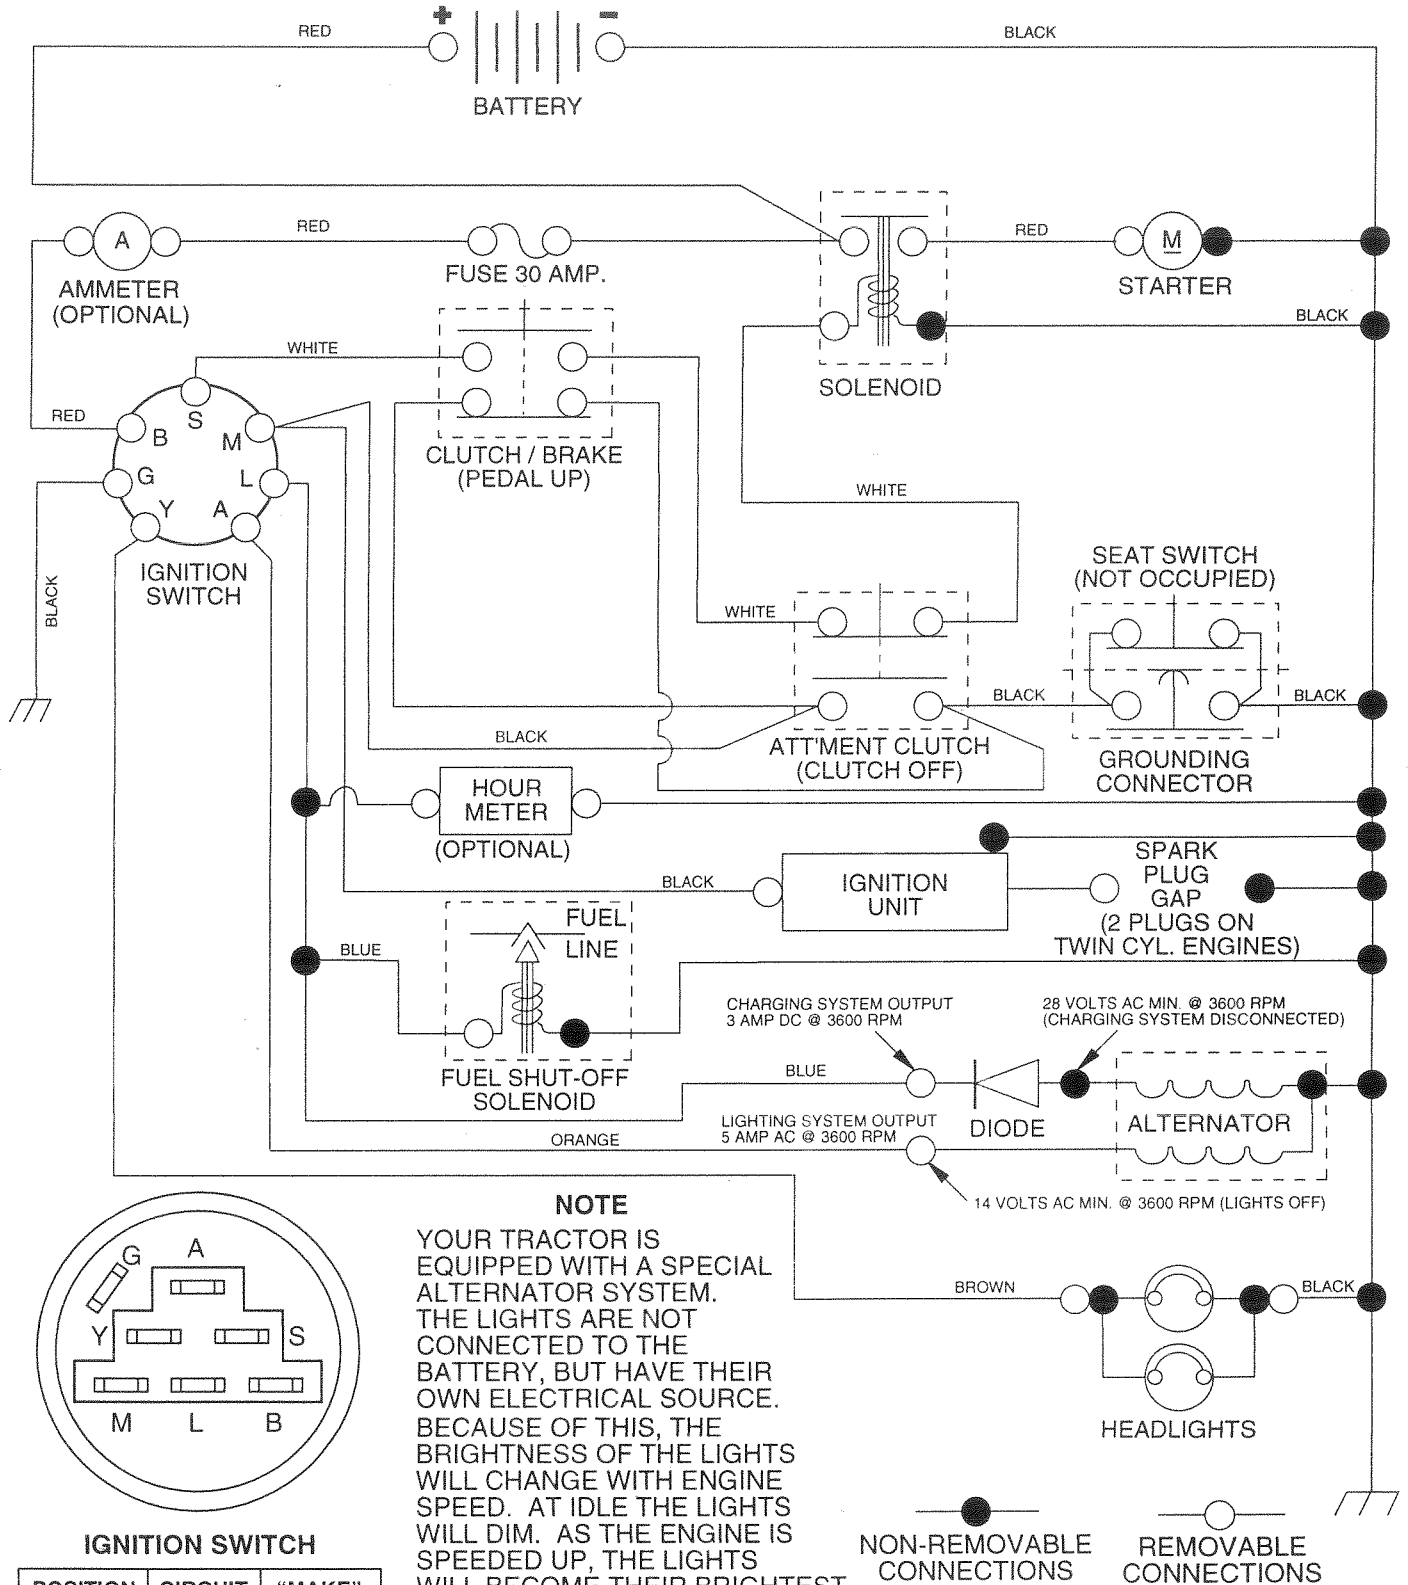 + −
RED
BLACK
BATTERY
RED
A
AMMETER
(OPTIONAL)
FUSE 30 AMP.
RED
M
STARTER
BLACK
SOLENOID
WHITE
RED
S
B
M
G
L
Y
A
IGNITION
SWITCH
CLUTCH / BRAKE
(PEDAL UP)
WHITE
BLACK
SEAT SWITCH
(NOT OCCUPIED)
WHITE
BLACK
BLACK
BLACK
ATT'MENT CLUTCH
(CLUTCH OFF)
GROUNDING
CONNECTOR
HOUR
METER
(OPTIONAL)
BLACK
IGNITION
UNIT
SPARK
PLUG
GAP
(2 PLUGS ON
TWIN CYL. ENGINES)
FUEL
LINE
BLUE
FUEL SHUT-OFF
SOLENOID
CHARGING SYSTEM OUTPUT
3 AMP DC @ 3600 RPM
28 VOLTS AC MIN. @ 3600 RPM
(CHARGING SYSTEM DISCONNECTED)
BLUE
DIODE
ALTERNATOR
LIGHTING SYSTEM OUTPUT
5 AMP AC @ 3600 RPM
ORANGE
14 VOLTS AC MIN. @ 3600 RPM (LIGHTS OFF)
BROWN
BLACK
HEADLIGHTS
G
A
Y
S
M L B
IGNITION SWITCH
POSITION CIRCUIT "MAKE"
NOTE
YOUR TRACTOR IS
EQUIPPED WITH A SPECIAL
ALTERNATOR SYSTEM.
THE LIGHTS ARE NOT
CONNECTED TO THE
BATTERY, BUT HAVE THEIR
OWN ELECTRICAL SOURCE.
BECAUSE OF THIS, THE
BRIGHTNESS OF THE LIGHTS
WILL CHANGE WITH ENGINE
SPEED. AT IDLE THE LIGHTS
WILL DIM. AS THE ENGINE IS
SPEEDED UP, THE LIGHTS
WILL BECOME THEIR BRIGHTEST
NON-REMOVABLE
CONNECTIONS
REMOVABLE
CONNECTIONS